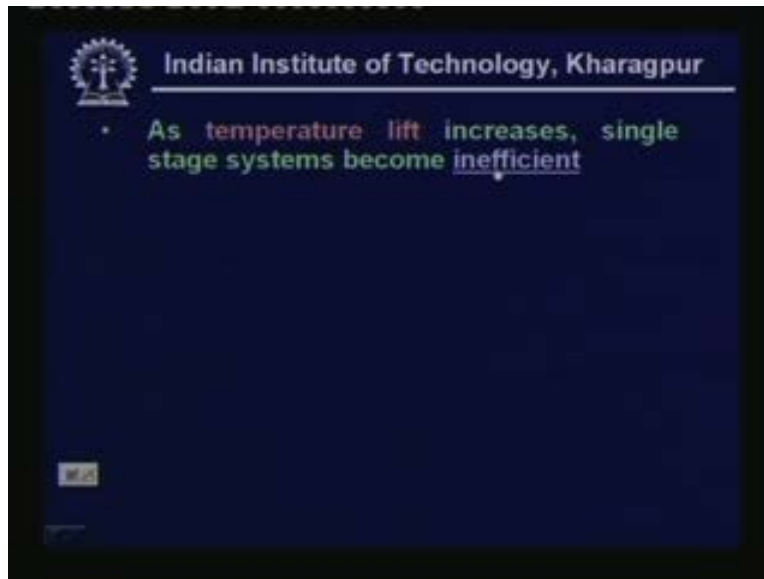 Indian Institute of Technology, Kharagpur
• As temperature lift increases, single
stage systems become inefficient